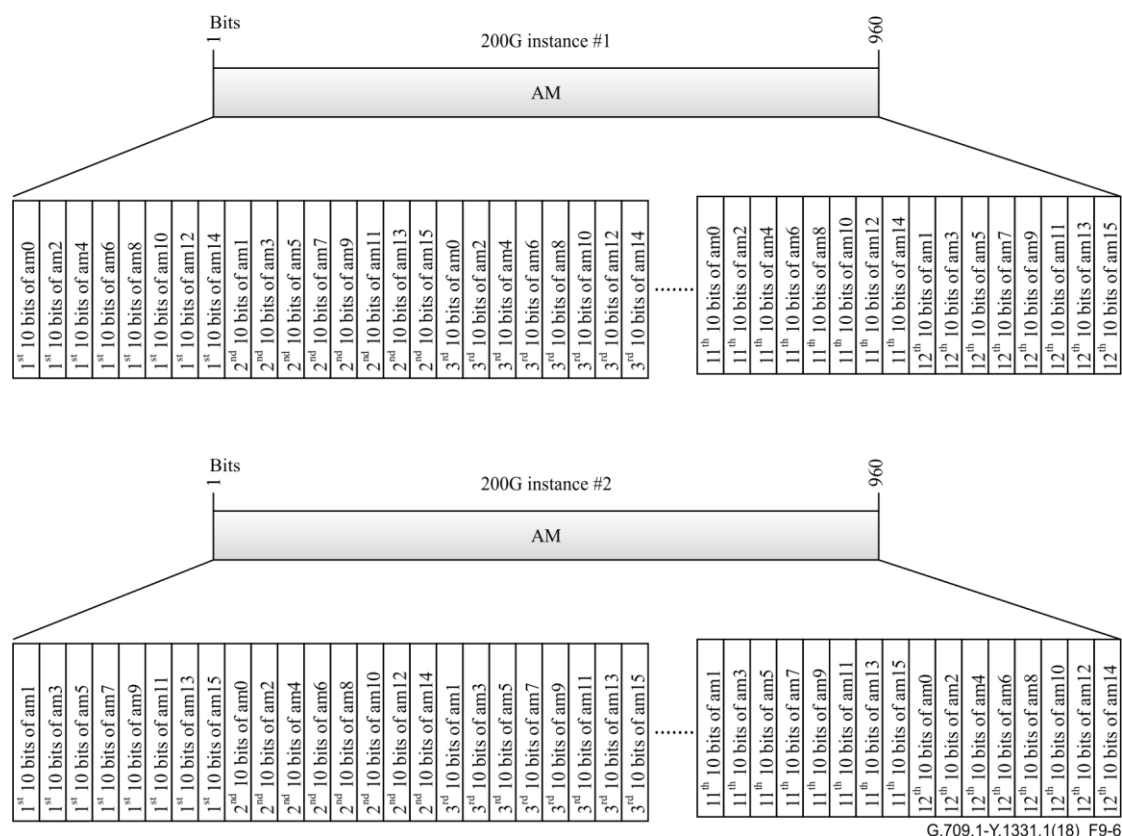 Bits
1
960
200G instance #1
AM
1st 10 bits of am0
1st 10 bits of am2
1st 10 bits of am4
1st 10 bits of am6
1st 10 bits of am8
1st 10 bits of am10
1st 10 bits of am12
1st 10 bits of am14
2nd 10 bits of am1
2nd 10 bits of am3
2nd 10 bits of am5
2nd 10 bits of am7
2nd 10 bits of am9
2nd 10 bits of am11
2nd 10 bits of am13
2nd 10 bits of am15
3rd 10 bits of am0
3rd 10 bits of am2
3rd 10 bits of am4
3rd 10 bits of am6
3rd 10 bits of am8
3rd 10 bits of am10
3rd 10 bits of am12
3rd 10 bits of am14
........
11th 10 bits of am0
11th 10 bits of am2
11th 10 bits of am4
11th 10 bits of am6
11th 10 bits of am8
11th 10 bits of am10
11th 10 bits of am12
11th 10 bits of am14
12th 10 bits of am1
12th 10 bits of am3
12th 10 bits of am5
12th 10 bits of am7
12th 10 bits of am9
12th 10 bits of am11
12th 10 bits of am13
12th 10 bits of am15
Bits
1
960
200G instance #2
AM
1st 10 bits of am1
1st 10 bits of am3
1st 10 bits of am5
1st 10 bits of am7
1st 10 bits of am9
1st 10 bits of am11
1st 10 bits of am13
1st 10 bits of am15
2nd 10 bits of am0
2nd 10 bits of am2
2nd 10 bits of am4
2nd 10 bits of am6
2nd 10 bits of am8
2nd 10 bits of am10
2nd 10 bits of am12
2nd 10 bits of am14
3rd 10 bits of am1
3rd 10 bits of am3
3rd 10 bits of am5
3rd 10 bits of am7
3rd 10 bits of am9
3rd 10 bits of am11
3rd 10 bits of am13
3rd 10 bits of am15
........
11th 10 bits of am1
11th 10 bits of am3
11th 10 bits of am5
11th 10 bits of am7
11th 10 bits of am9
11th 10 bits of am11
11th 10 bits of am13
11th 10 bits of am15
12th 10 bits of am0
12th 10 bits of am2
12th 10 bits of am4
12th 10 bits of am6
12th 10 bits of am8
12th 10 bits of am10
12th 10 bits of am12
12th 10 bits of am14
G.709.1-Y.1331.1(18)_F9-6